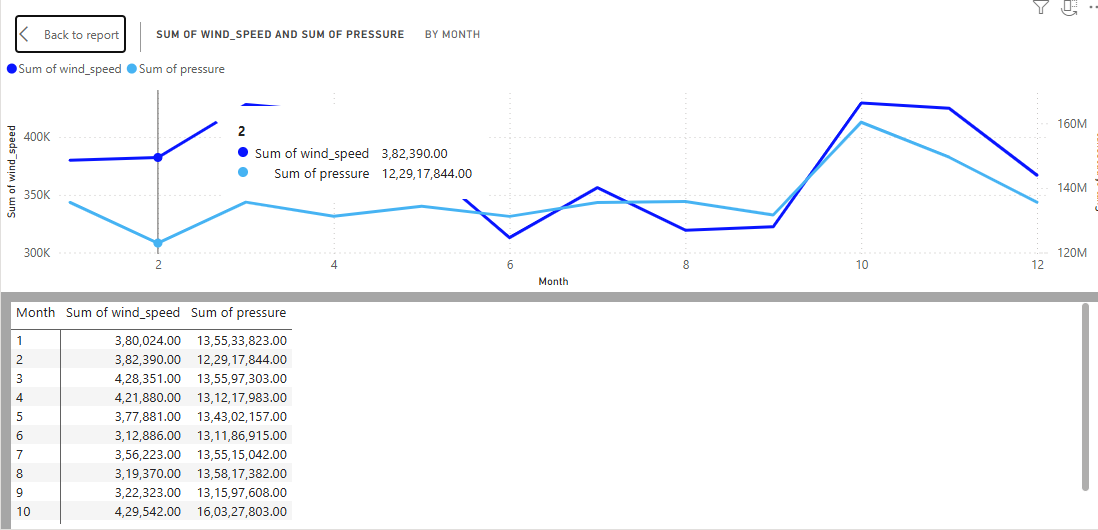 Back to report
SUM OF WIND_SPEED AND SUM OF PRESSURE BY MONTH
Sum of wind_speed Sum of pressure
Sum of wind_speed
400K
350K
300K
160M
140M
120M
2
Sum of wind_speed 3,82,390.00
Sum of pressure 12,29,17,844.00
2 4 6 8 10 12
Month
Month Sum of wind_speed Sum of pressure
1 3,80,024.00 13,55,33,823.00
2 3,82,390.00 12,29,17,844.00
3 4,28,351.00 13,55,97,303.00
4 4,21,880.00 13,12,17,983.00
5 3,77,881.00 13,43,02,157.00
6 3,12,886.00 13,11,86,915.00
7 3,56,223.00 13,55,15,042.00
8 3,19,370.00 13,58,17,382.00
9 3,22,323.00 13,15,97,608.00
10 4,29,542.00 16,03,27,803.00